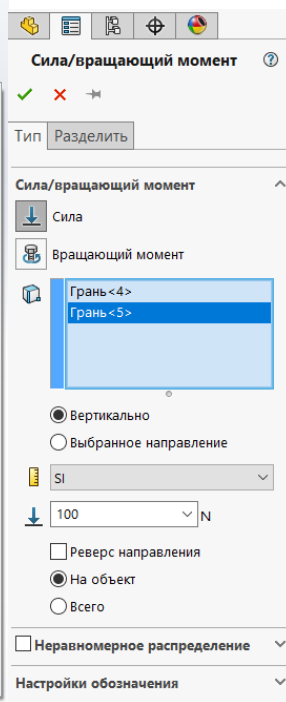 Сила/вращающий момент
Тип Разделить
Сила/вращающий момент
Сила
Вращающий момент
Грань<4>
Грань<5>
Вертикально
Выбранное направление
SI
100 N
Реверс направления
На объект
Всего
Неравномерное распределение
Настройки обозначения